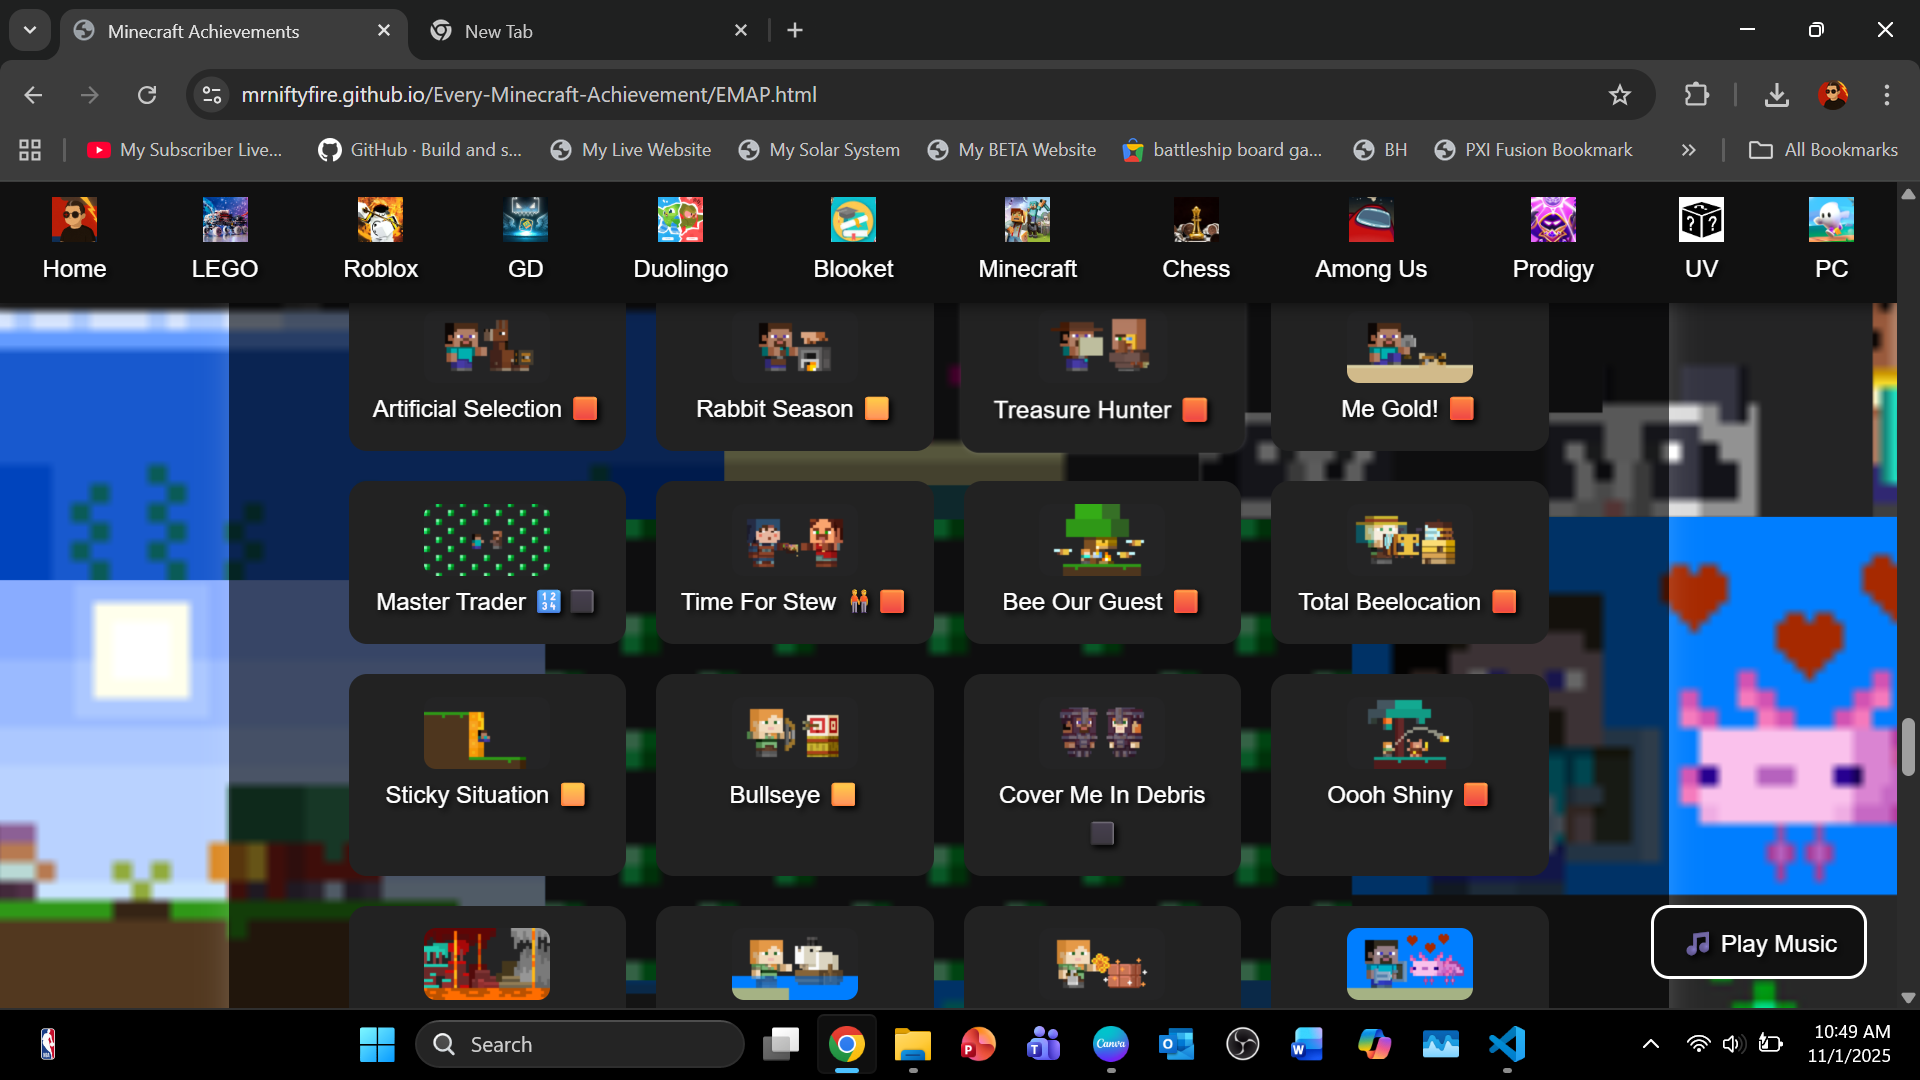 Minecraft Achievements
New Tab
mrniftyfire.github.io/Every-Minecraft-Achievement/EMAP.html
My Subscriber Live...
GitHub · Build and s...
My Live Website
My Solar System
My BETA Website
battleship board ga...
BH
PXI Fusion Bookmark
All Bookmarks
Home
LEGO
Roblox
GD
Duolingo
Blooket
Minecraft
Chess
Among Us
Prodigy
UV
PC
Artificial Selection 🟥
Rabbit Season 🟧
Treasure Hunter 🟥
Me Gold! 🟥
Master Trader 🔢 ⬛
Time For Stew 👬 🟥
Bee Our Guest 🟥
Total Beelocation 🟥
Sticky Situation 🟧
Bullseye 🟧
Cover Me In Debris
⬛
Oooh Shiny 🟥
🎵 Play Music
Search
Canva
10:49 AM
11/1/2025